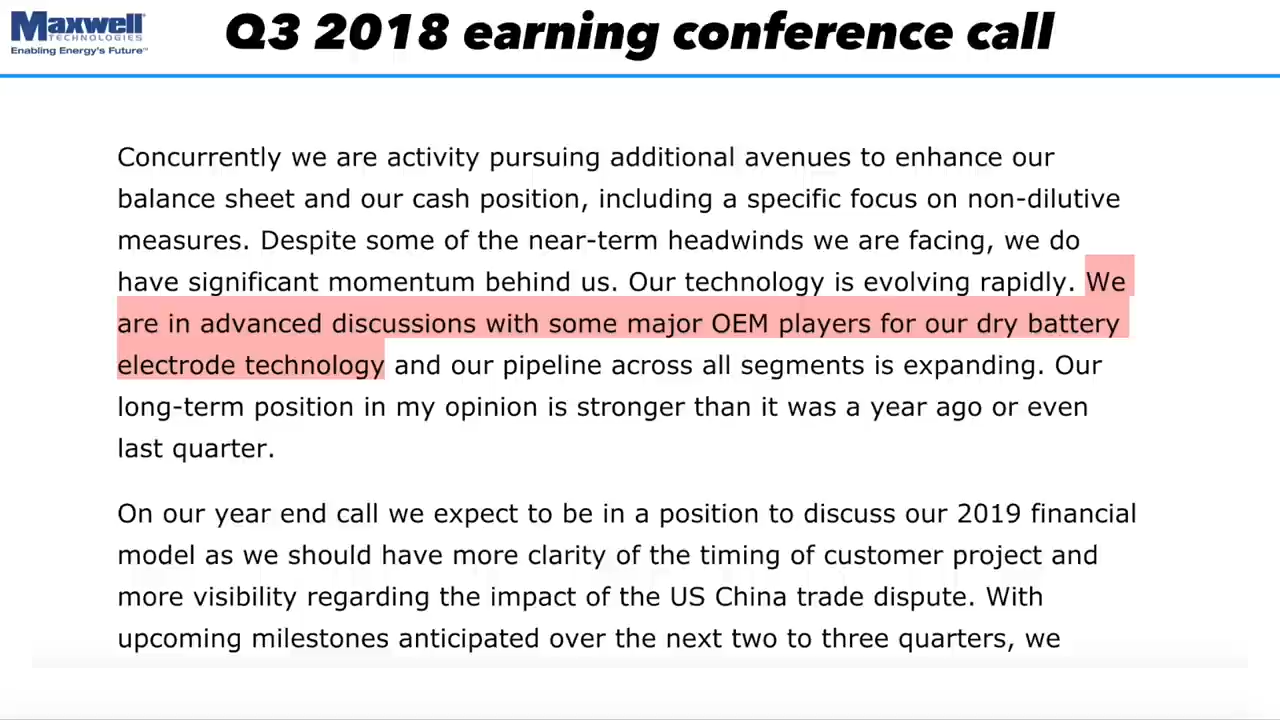 Maxwell
TECHNOLOGIES
Enabling Energy's Future™
Q3 2018 earning conference call
Concurrently we are activity pursuing additional avenues to enhance our
balance sheet and our cash position, including a specific focus on non-dilutive
measures. Despite some of the near-term headwinds we are facing, we do
have significant momentum behind us. Our technology is evolving rapidly. We
are in advanced discussions with some major OEM players for our dry battery
electrode technology and our pipeline across all segments is expanding. Our
long-term position in my opinion is stronger than it was a year ago or even
last quarter.
On our year end call we expect to be in a position to discuss our 2019 financial
model as we should have more clarity of the timing of customer project and
more visibility regarding the impact of the US China trade dispute. With
upcoming milestones anticipated over the next two to three quarters, we